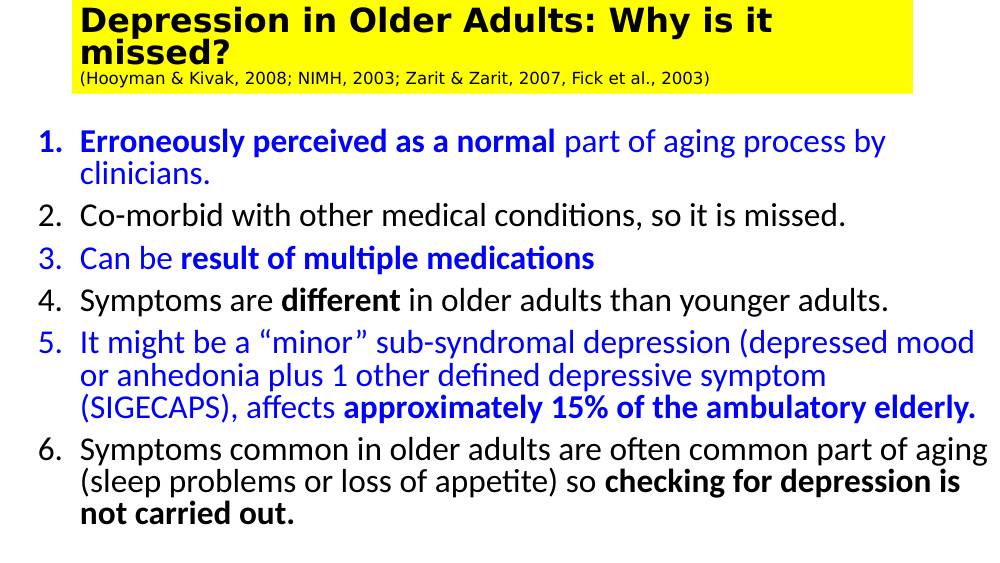 Depression in Older Adults: Why is it
missed?
(Hooyman & Kivak, 2008; NIMH, 2003; Zarit & Zarit, 2007, Fick et al., 2003)
1. Erroneously perceived as a normal part of aging process by
clinicians.
2. Co-morbid with other medical conditions, so it is missed.
3. Can be result of multiple medications
4. Symptoms are different in older adults than younger adults.
5. It might be a “minor” sub-syndromal depression (depressed mood
or anhedonia plus 1 other defined depressive symptom
(SIGECAPS), affects approximately 15% of the ambulatory elderly.
6. Symptoms common in older adults are often common part of aging
(sleep problems or loss of appetite) so checking for depression is
not carried out.